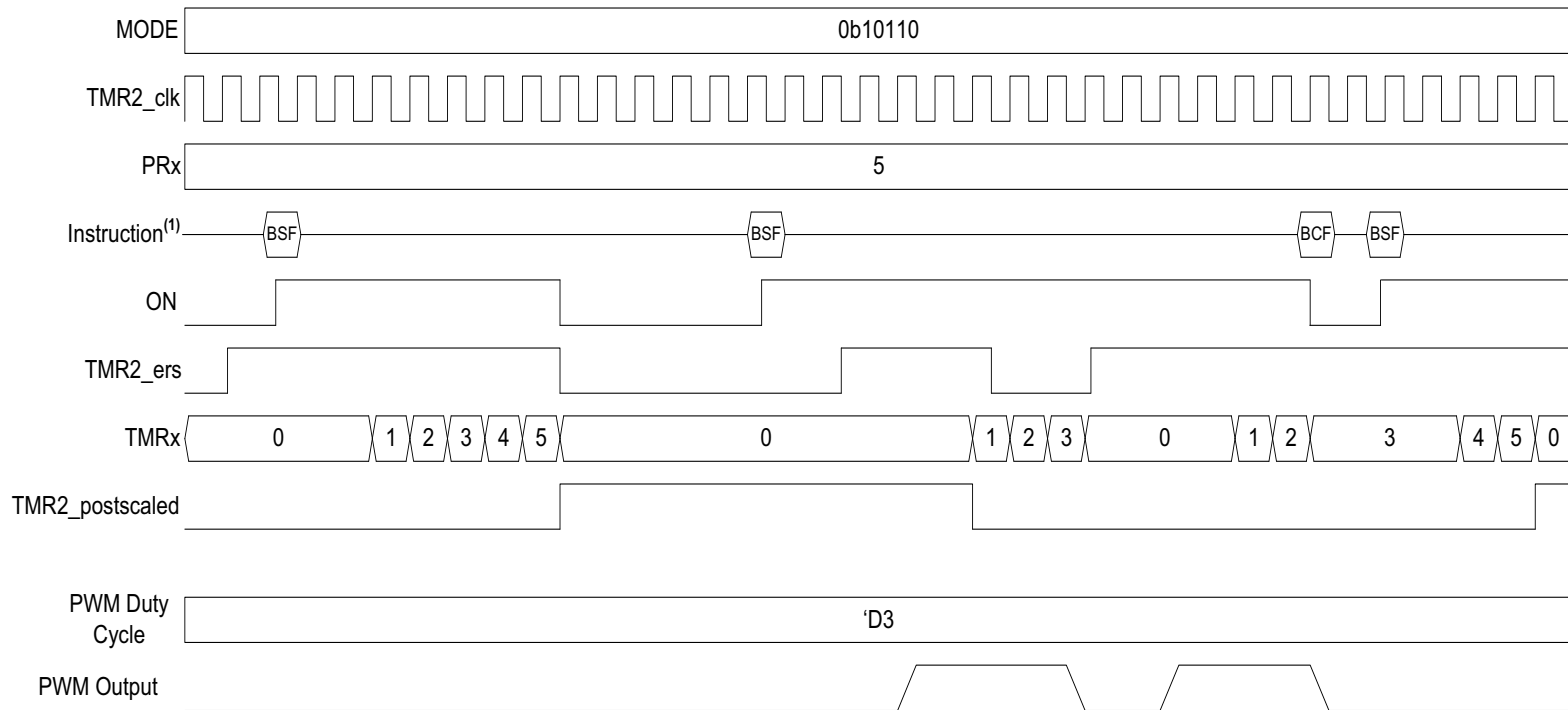 MODE 0b10110
TMR2_clk
PRx 5
Instruction(1) BSF BSF BCF BSF
ON
TMR2_ers
TMRx 0 1 2 3 4 5 0 1 2 3 0 1 2 3 4 5 0
TMR2_postscaled
PWM Duty
Cycle
‘D3
PWM Output